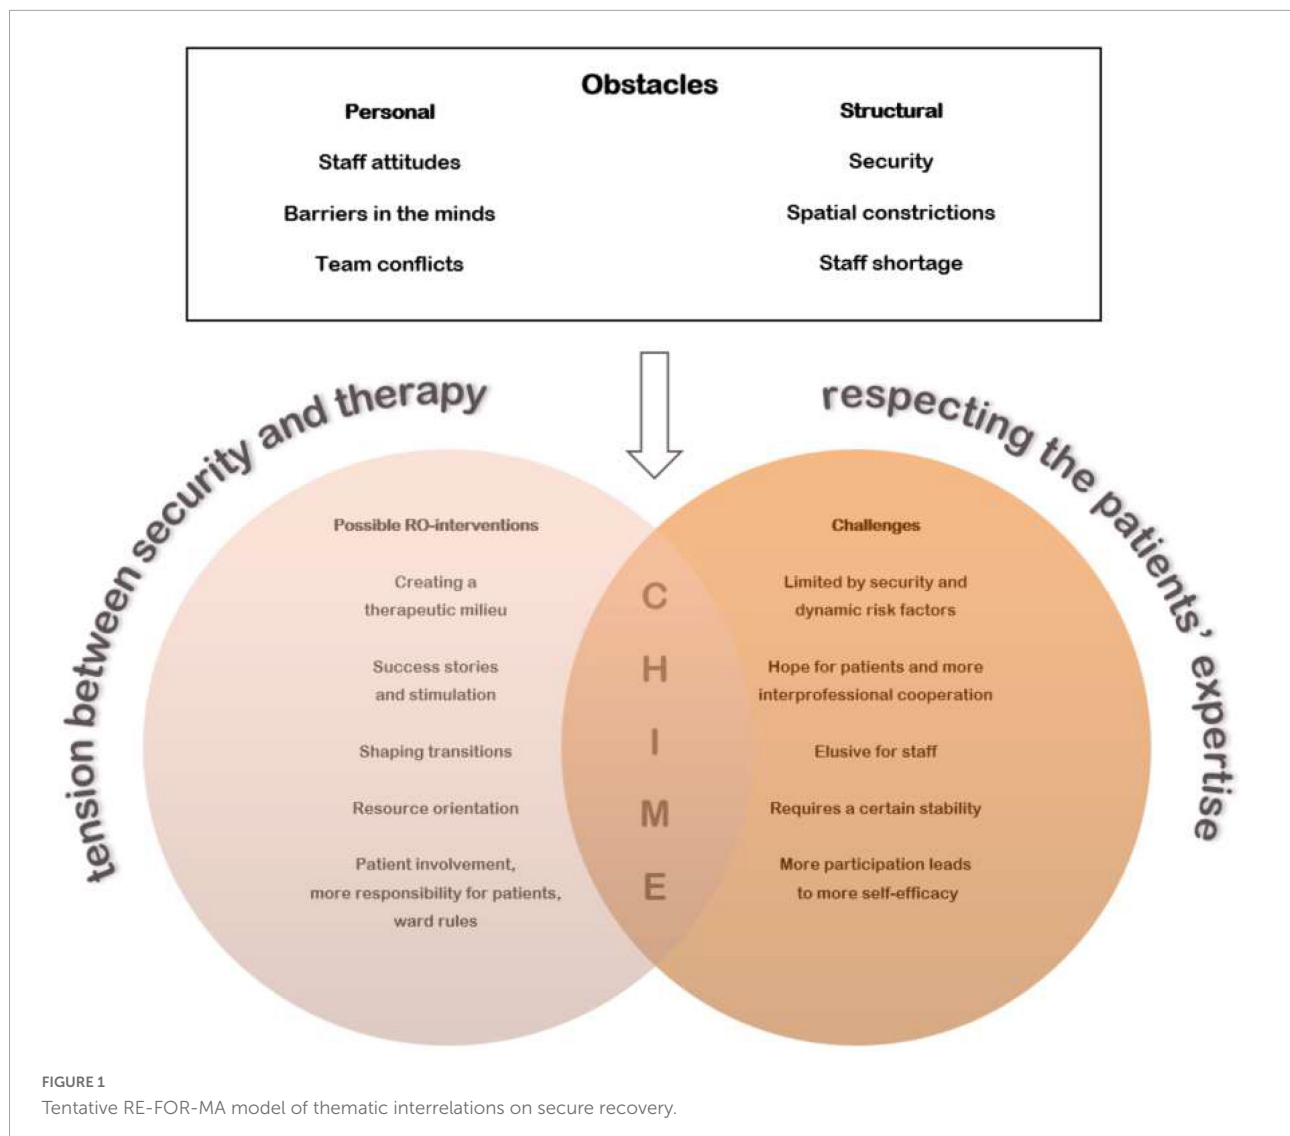 Obstacles
Personal
Structural
Staff attitudes
Security
Barriers in the minds
Spatial constrictions
Team conflicts
Staff shortage
tension between security and therapy
respecting the patients’ expertise
Possible RO-interventions
Challenges
Creating a
therapeutic milieu
C
Limited by security and
dynamic risk factors
Success stories
and stimulation
H
Hope for patients and more
interprofessional cooperation
Shaping transitions
I
Elusive for staff
Resource orientation
M
Requires a certain stability
Patient involvement,
more responsibility for patients,
ward rules
E
More participation leads
to more self-efficacy
FIGURE 1
Tentative RE-FOR-MA model of thematic interrelations on secure recovery.